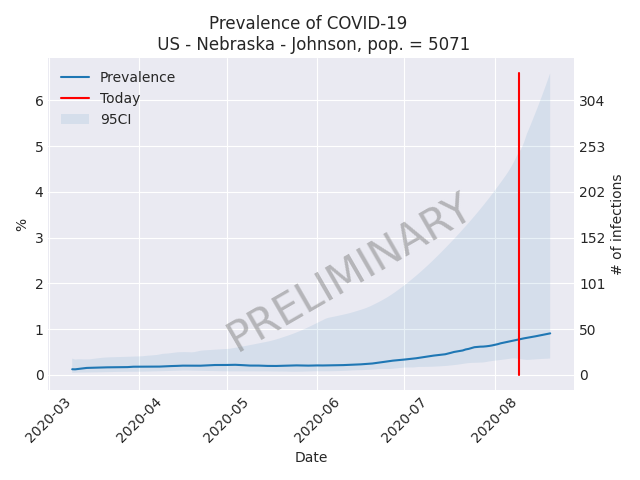 Prevalence of COVID-19
US - Nebraska - Johnson, pop. = 5071
Prevalence
Today
95CI
PRELIMINARY
%
6
5
4
3
2
1
0
304
253
202
152
101
50
0
# of infections
2020-03
2020-04
2020-05
2020-06
2020-07
2020-08
Date